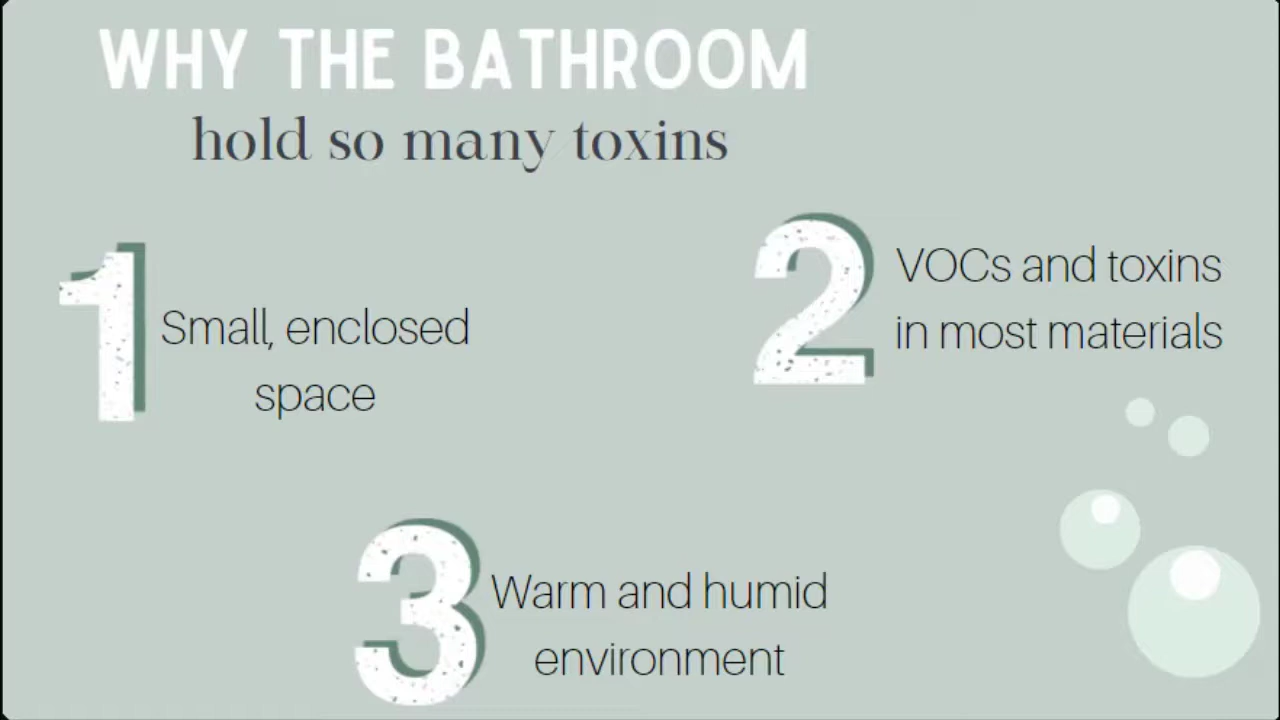 WHY THE BATHROOM
hold so many toxins
1
Small, enclosed
space
2
VOCs and toxins
in most materials
3
Warm and humid
environment